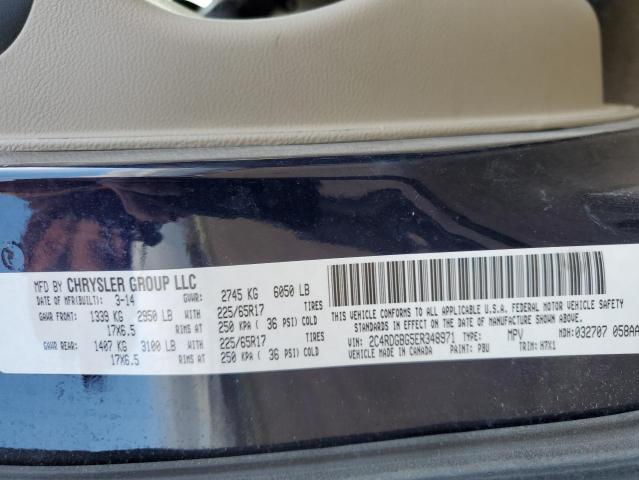 MFD BY CHRYSLER GROUP LLC
DATE OF MFR(BUILT): 3-14 GVWR: 2745 KG 6050 LB
GAWR FRONT: 1339 KG 2950 LB 225/65R17 TIRES
17X6.5 RIMS AT 250 KPA ( 36 PSI) COLD
GAWR REAR: 1407 KG 3100 LB 225/65R17 TIRES
17X6.5 RIMS AT 250 KPA ( 36 PSI) COLD
THIS VEHICLE CONFORMS TO ALL APPLICABLE U.S.A. FEDERAL MOTOR VEHICLE SAFETY
STANDARDS IN EFFECT ON THE DATE OF MANUFACTURE SHOWN ABOVE.
VIN: 2C4RDGBG5ER348971 TYPE: MPV MDH: 032707 058AA
VEHICLE MADE IN CANADA PAINT: PBU TRIM: H7X1